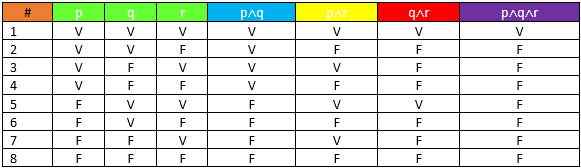 # p q r p∧q p∧r q∧r p∧q∧r
1 V V V V V V V
2 V V F V F F F
3 V F V V V F F
4 V F F V F F F
5 F V V F V V F
6 F V F F F F F
7 F F V F V F F
8 F F F F F F F